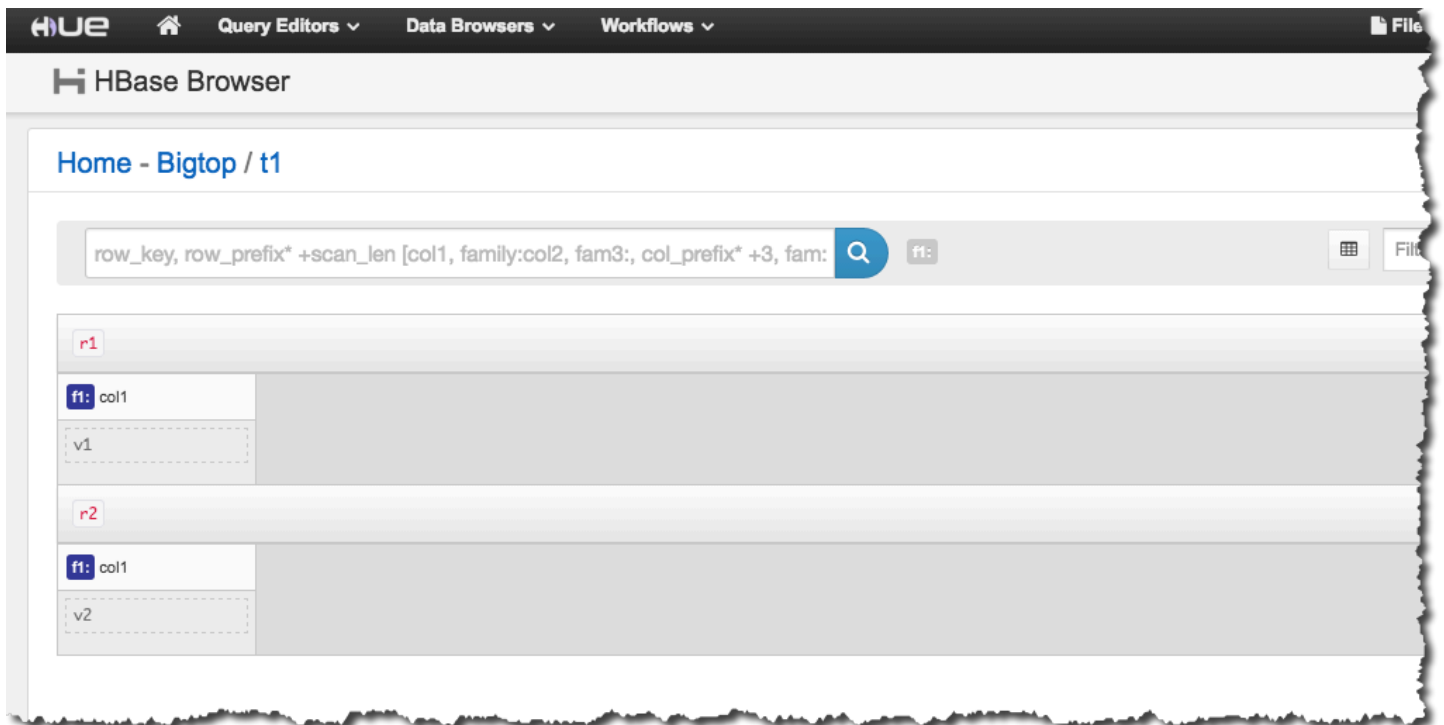 HUE Query Editors Data Browsers Workflows File
HBase Browser
Home - Bigtop / t1
row_key, row_prefix* +scan_len [col1, family:col2, fam3:, col_prefix* +3, fam: f1: Filt
r1
f1: col1
v1
r2
f1: col1
v2